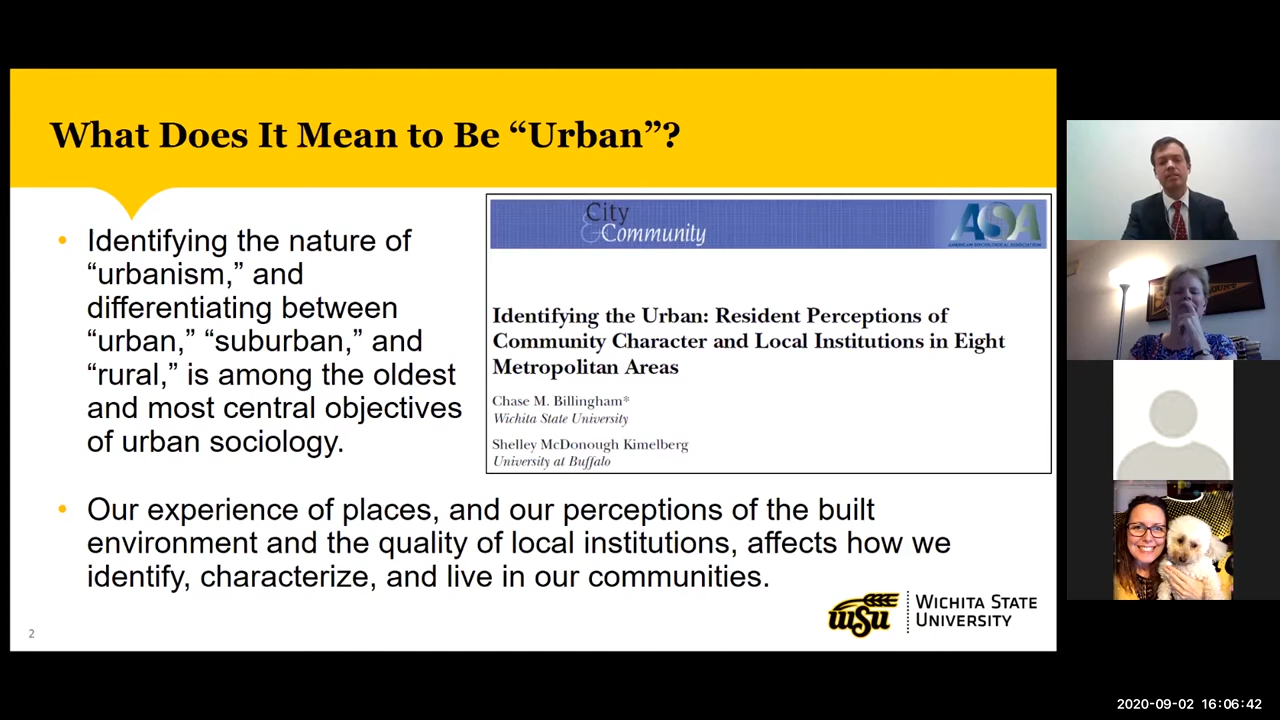 What Does It Mean to Be “Urban”?
• Identifying the nature of
“urbanism,” and
differentiating between
“urban,” “suburban,” and
“rural,” is among the oldest
and most central objectives
of urban sociology.
City
& Community
ASA
AMERICAN SOCIOLOGICAL ASSOCIATION
Identifying the Urban: Resident Perceptions of
Community Character and Local Institutions in Eight
Metropolitan Areas
Chase M. Billingham*
Wichita State University
Shelley McDonough Kimelberg
University at Buffalo
• Our experience of places, and our perceptions of the built
environment and the quality of local institutions, affects how we
identify, characterize, and live in our communities.
WSU
WICHITA STATE
UNIVERSITY
2
2020-09-02 16:06:42